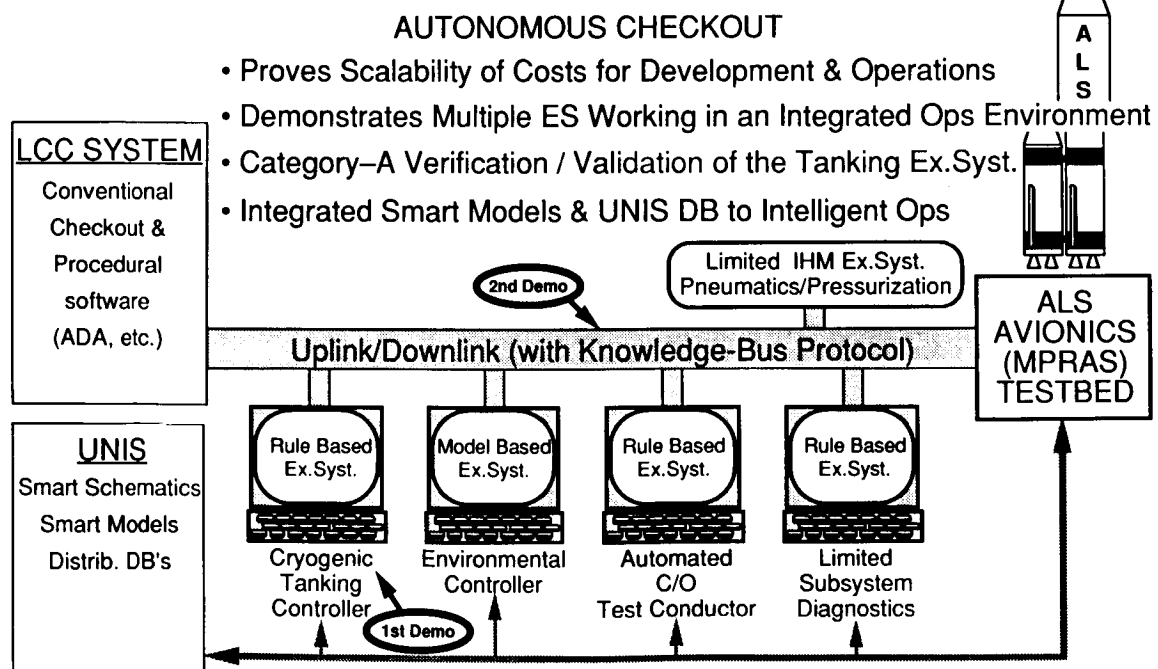 AUTONOMOUS CHECKOUT
• Proves Scalability of Costs for Development & Operations
• Demonstrates Multiple ES Working in an Integrated Ops Environment
• Category–A Verification / Validation of the Tanking Ex.Syst.
• Integrated Smart Models & UNIS DB to Intelligent Ops
A
L
S
LCC SYSTEM
Conventional
Checkout &
Procedural
software
(ADA, etc.)
2nd Demo
Limited IHM Ex.Syst.
Pneumatics/Pressurization
Uplink/Downlink (with Knowledge-Bus Protocol)
ALS
AVIONICS
(MPRAS)
TESTBED
UNIS
Smart Schematics
Smart Models
Distrib. DB's
Rule Based
Ex.Syst.
Cryogenic
Tanking
Controller
1st Demo
Model Based
Ex.Syst.
Environmental
Controller
Rule Based
Ex.Syst.
Automated
C/O
Test Conductor
Rule Based
Ex.Syst.
Limited
Subsystem
Diagnostics